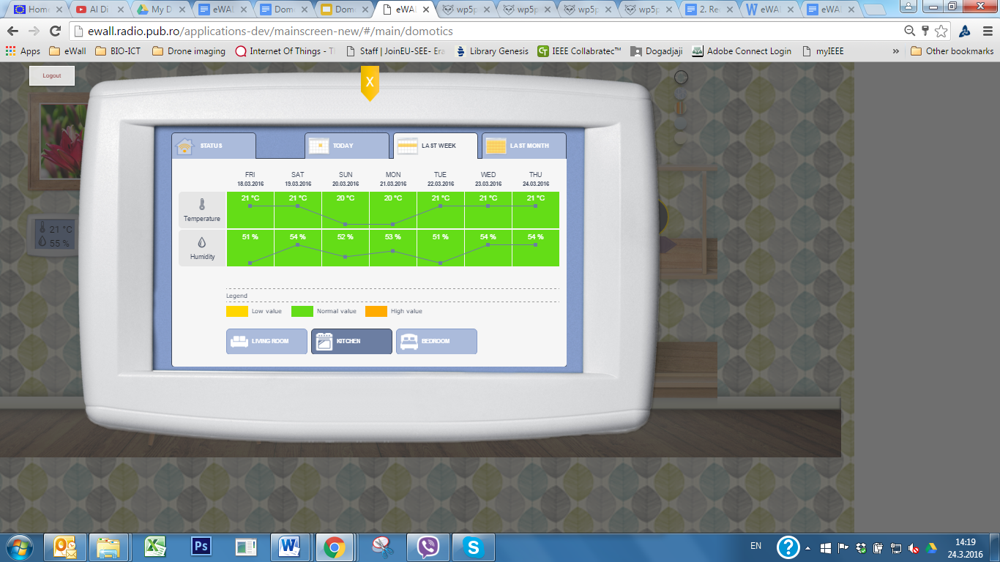 Home
AI Di
My D
eWAL
Dome
Dome
eWAL
wp5p
wp5p
wp5p
wp5p
2. Re
eWAL
eWAL
ewall.radio.pub.ro/applications-dev/mainscreen-new/#/main/domotics
Apps eWall BIO-ICT Drone imaging Internet Of Things - T Staff | JoinEU-SEE- Era Library Genesis IEEE Collabratec™ Dogadjaji Adobe Connect Login myIEEE » Other bookmarks
Logout
X
STATUS TODAY LAST WEEK LAST MONTH
FRI SAT SUN MON TUE WED THU
18.03.2016 19.03.2016 20.03.2016 21.03.2016 22.03.2016 23.03.2016 24.03.2016
21 °C 21 °C 20 °C 20 °C 21 °C 21 °C 21 °C
Temperature
21 °C
55 %
51 % 54 % 52 % 53 % 51 % 54 % 54 %
Humidity
Legend
Low value Normal value High value
LIVING ROOM KITCHEN BEDROOM
EN
14:19
24.3.2016